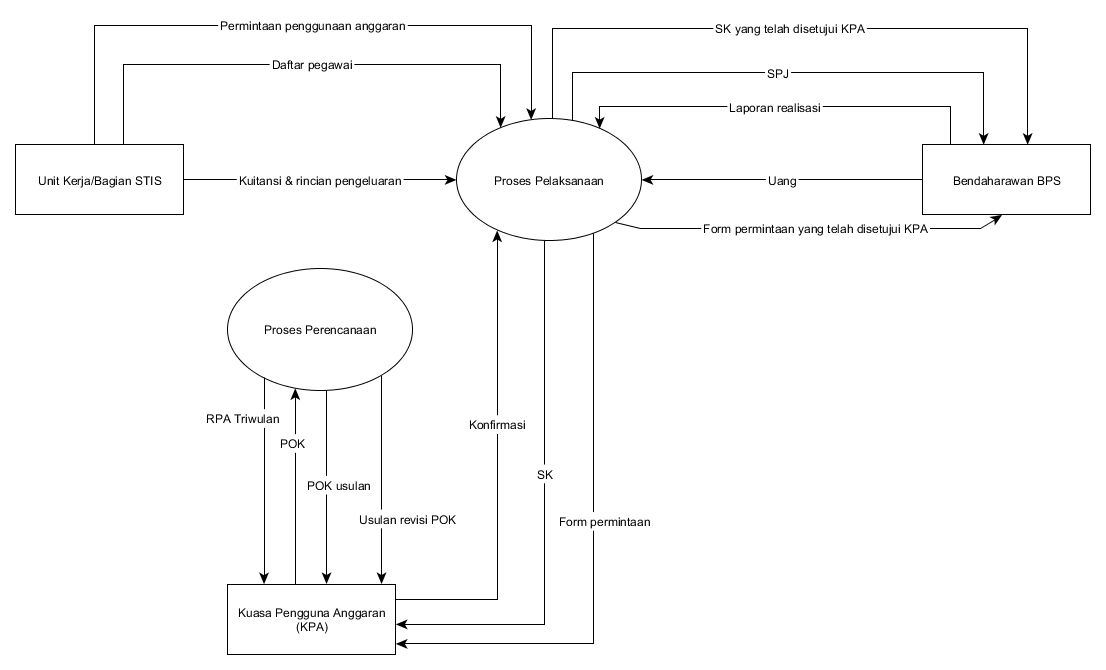 Permintaan penggunaan anggaran
SK yang telah disetujui KPA
Daftar pegawai
SPJ
Laporan realisasi
Unit Kerja/Bagian STIS
Kuitansi & rincian pengeluaran
Proses Pelaksanaan
Uang
Bendaharawan BPS
Form permintaan yang telah disetujui KPA
Proses Perencanaan
RPA Triwulan
POK
Konfirmasi
SK
POK usulan
Usulan revisi POK
Form permintaan
Kuasa Pengguna Anggaran
(KPA)